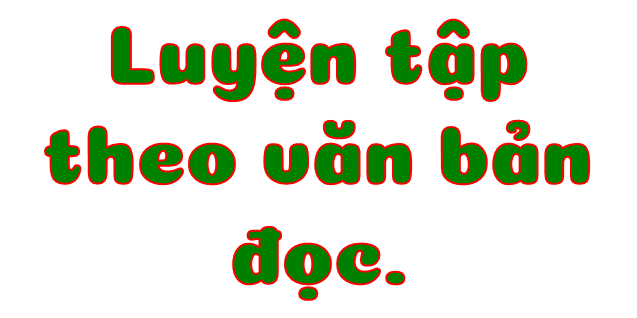 Luyện tập
theo văn bản
đọc.